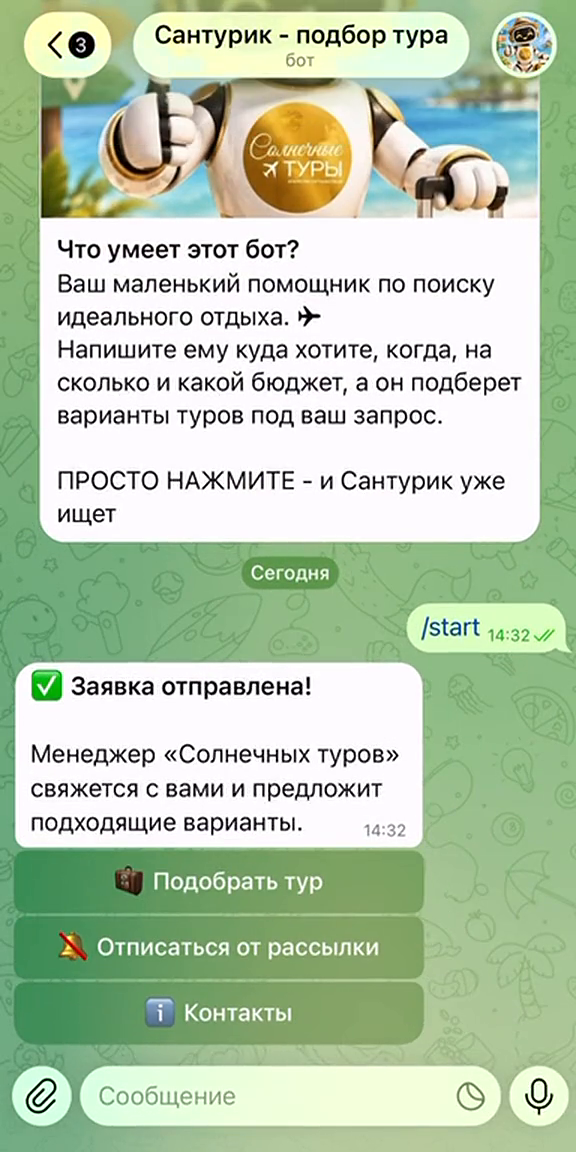 3
Сантурик - подбор тура
бот
Солнечные
ТУРЫ
Что умеет этот бот?
Ваш маленький помощник по поиску
идеального отдыха. ✈
Напишите ему куда хотите, когда, на
сколько и какой бюджет, а он подберет
варианты туров под ваш запрос.
ПРОСТО НАЖМИТЕ - и Сантурик уже
ищет
Сегодня
/start 14:32
✅ Заявка отправлена!
Менеджер «Солнечных туров»
свяжется с вами и предложит
подходящие варианты. 14:32
Подобрать тур
Отписаться от рассылки
Контакты
Сообщение